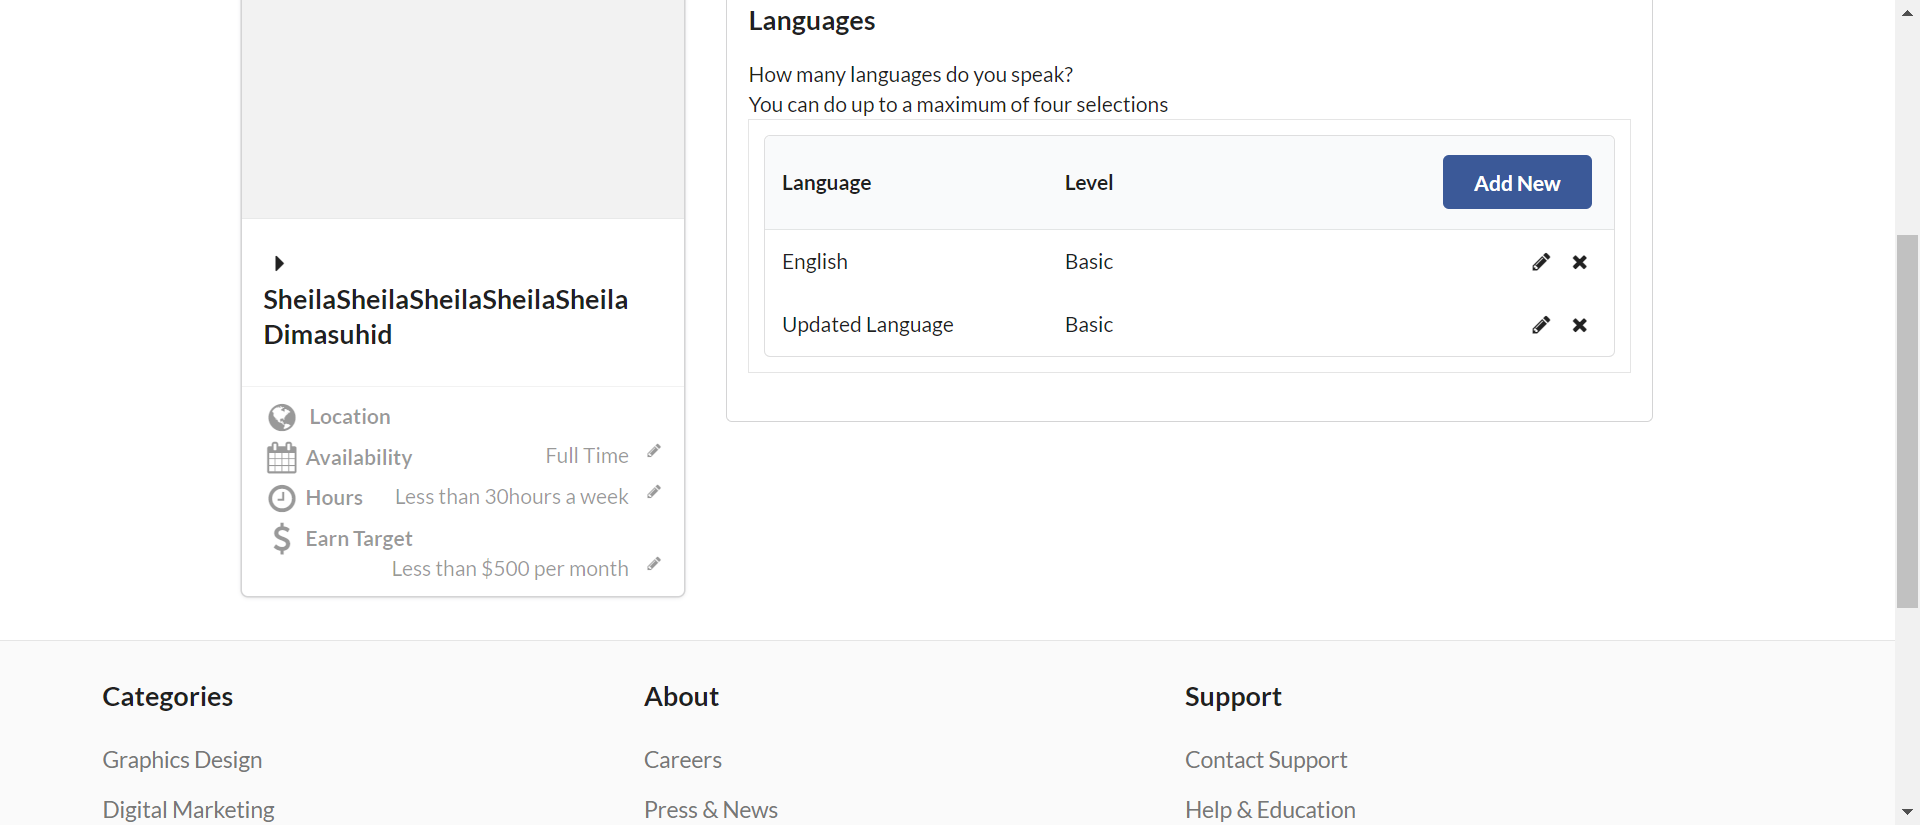 Languages
How many languages do you speak?
You can do up to a maximum of four selections
Language Level Add New
English Basic
Updated Language Basic
SheilaSheilaSheilaSheilaSheila
Dimasuhid
Location
Availability Full Time
Hours Less than 30hours a week
Earn Target
Less than $500 per month
Categories
Graphics Design
Digital Marketing
About
Careers
Press & News
Support
Contact Support
Help & Education